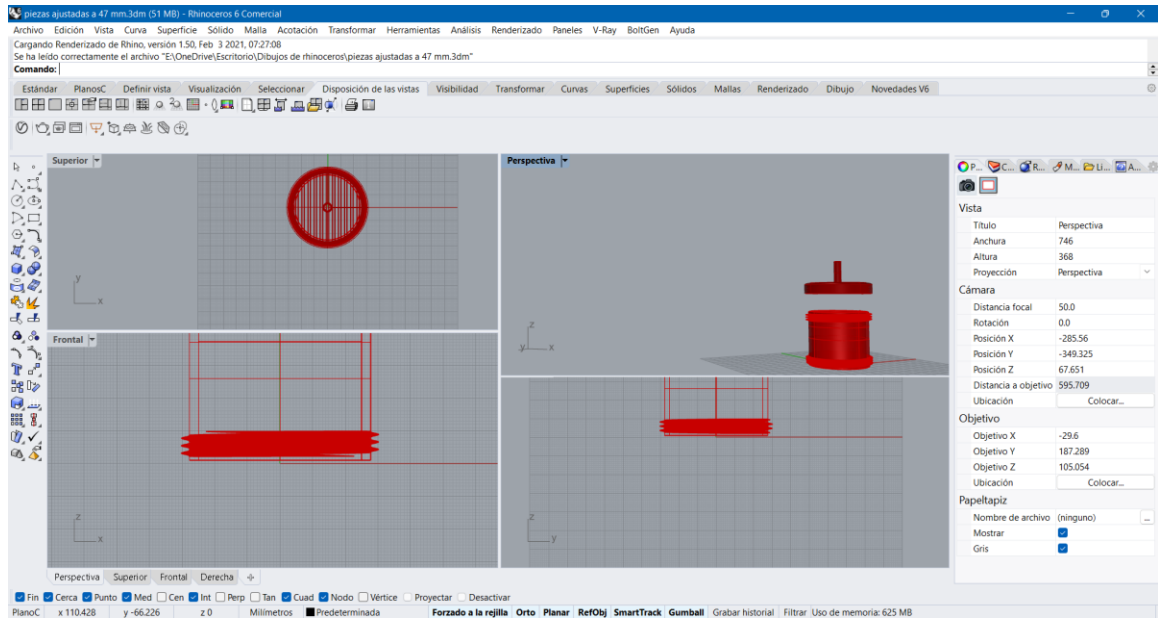 piezas ajustadas a 47 mm.3dm (51 MB) - Rhinoceros 6 Comercial
Archivo Edición Vista Curva Superficie Sólido Malla Acotación Transformar Herramientas Análisis Renderizado Paneles V-Ray BoltGen Ayuda
Cargando Renderizado de Rhino, versión 1.50, Feb 3 2021, 07:27:08
Se ha leído correctamente el archivo "E:\OneDrive\Escritorio\Dibujos de rhinoceros\piezas ajustadas a 47 mm.3dm"
Comando:
Estándar PlanosC Definir vista Visualización Seleccionar Disposición de las vistas Visibilidad Transformar Curvas Superficies Sólidos Mallas Renderizado Dibujo Novedades V6
Superior
y
x
Perspectiva
z
y x
Frontal
z
x
z
y
P... C... R... M... Li... A...
Vista
Título Perspectiva
Anchura 746
Altura 368
Proyección Perspectiva
Cámara
Distancia focal 50.0
Rotación 0.0
Posición X -285.56
Posición Y -349.325
Posición Z 67.651
Distancia a objetivo 595.709
Ubicación Colocar...
Objetivo
Objetivo X -29.6
Objetivo Y 187.289
Objetivo Z 105.054
Ubicación Colocar...
Papeltapiz
Nombre de archivo (ninguno) ...
Mostrar
Gris
Perspectiva Superior Frontal Derecha
Fin Cerca Punto Med Cen Int Perp Tan Cuad Nodo Vértice Proyectar Desactivar
PlanoC x 110.428 y -66.226 z 0 Milímetros Predeterminada Forzado a la rejilla Orto Planar RefObj SmartTrack Gumball Grabar historial Filtrar Uso de memoria: 625 MB